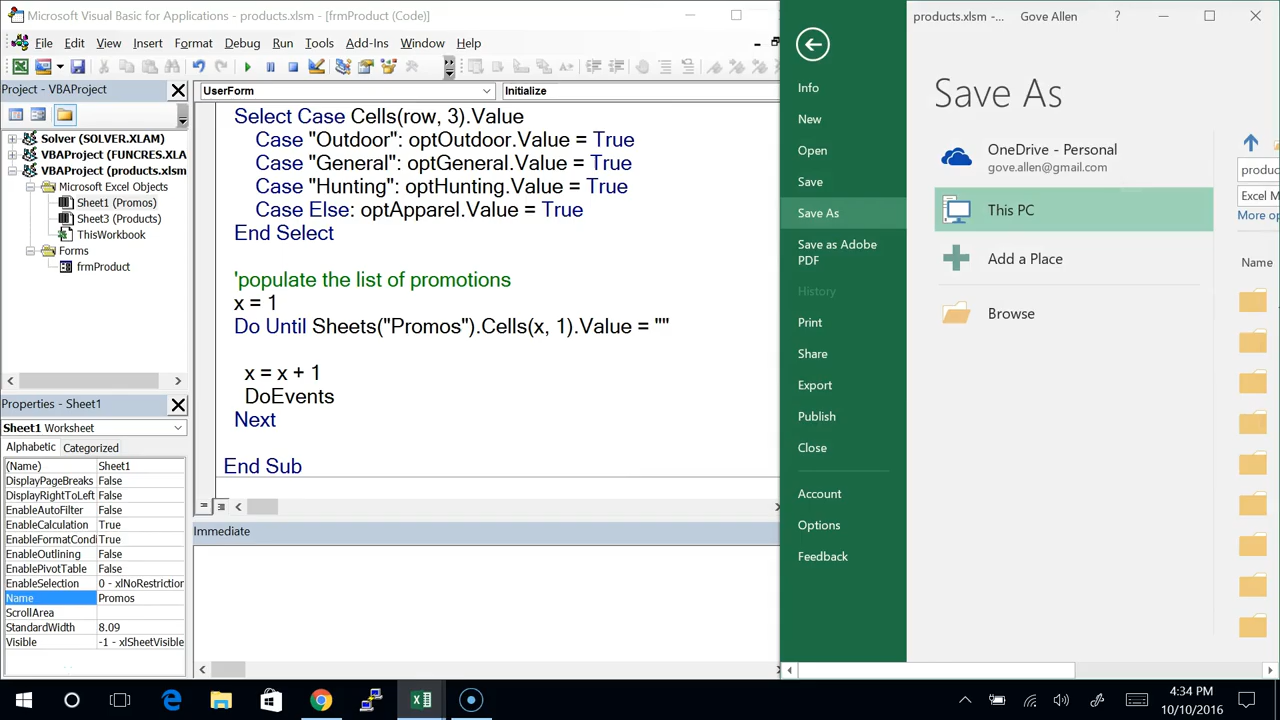 Microsoft Visual Basic for Applications - products.xlsm - [frmProduct (Code)]
File Edit View Insert Format Debug Run Tools Add-Ins Window Help
Project - VBAProject
Solver (SOLVER.XLAM)
VBAProject (FUNCRES.XLA
VBAProject (products.xlsm
Microsoft Excel Objects
Sheet1 (Promos)
Sheet3 (Products)
ThisWorkbook
Forms
frmProduct
Properties - Sheet1
Sheet1 Worksheet
Alphabetic Categorized
(Name) Sheet1
DisplayPageBreaks False
DisplayRightToLeft False
EnableAutoFilter False
EnableCalculation True
EnableFormatCondi True
EnableOutlining False
EnablePivotTable False
EnableSelection 0 - xlNoRestriction
Name Promos
ScrollArea
StandardWidth 8.09
Visible -1 - xlSheetVisible
UserForm Initialize
Select Case Cells(row, 3).Value
Case "Outdoor": optOutdoor.Value = True
Case "General": optGeneral.Value = True
Case "Hunting": optHunting.Value = True
Case Else: optApparel.Value = True
End Select
'populate the list of promotions
x = 1
Do Until Sheets("Promos").Cells(x, 1).Value = ""
x = x + 1
DoEvents
Next
End Sub
Immediate
products.xlsm -... Gove Allen ?
Info
New
Open
Save
Save As
Save as Adobe
PDF
History
Print
Share
Export
Publish
Close
Account
Options
Feedback
Save As
OneDrive - Personal
gove.allen@gmail.com
This PC
Add a Place
Browse
produc
Excel M
More op
Name
4:34 PM
10/10/2016